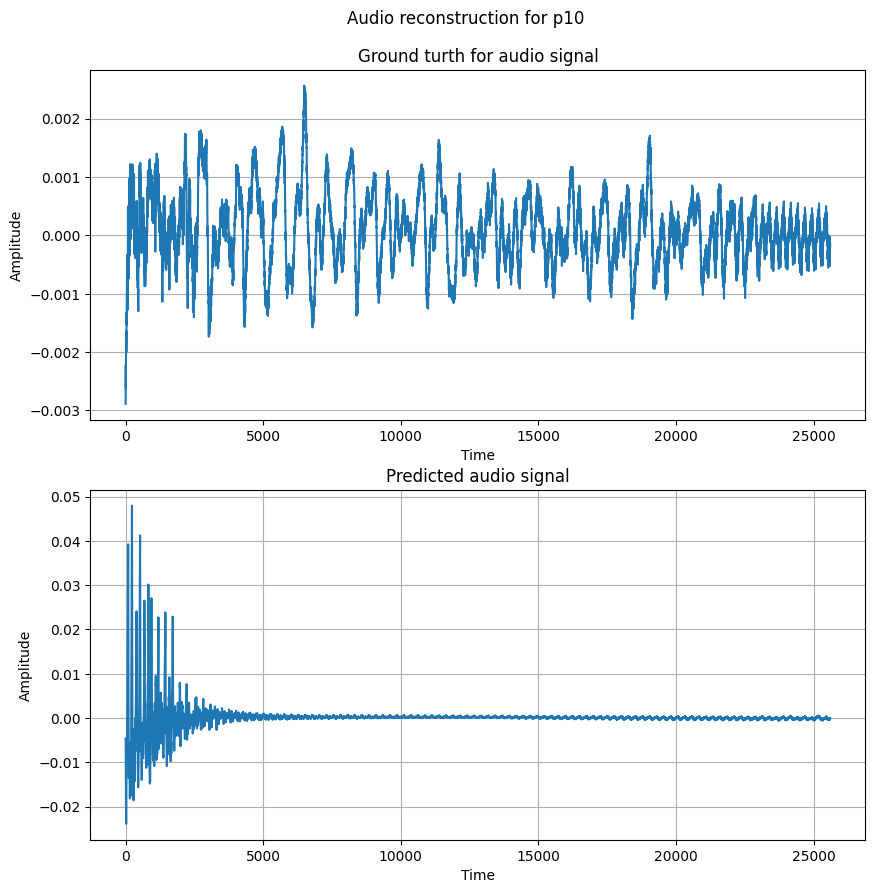 Audio reconstruction for p10
Ground turth for audio signal
Amplitude
0.002
0.001
0.000
−0.001
−0.002
−0.003
0 5000 10000 15000 20000 25000
Time
Predicted audio signal
Amplitude
0.05
0.04
0.03
0.02
0.01
0.00
−0.01
−0.02
0 5000 10000 15000 20000 25000
Time